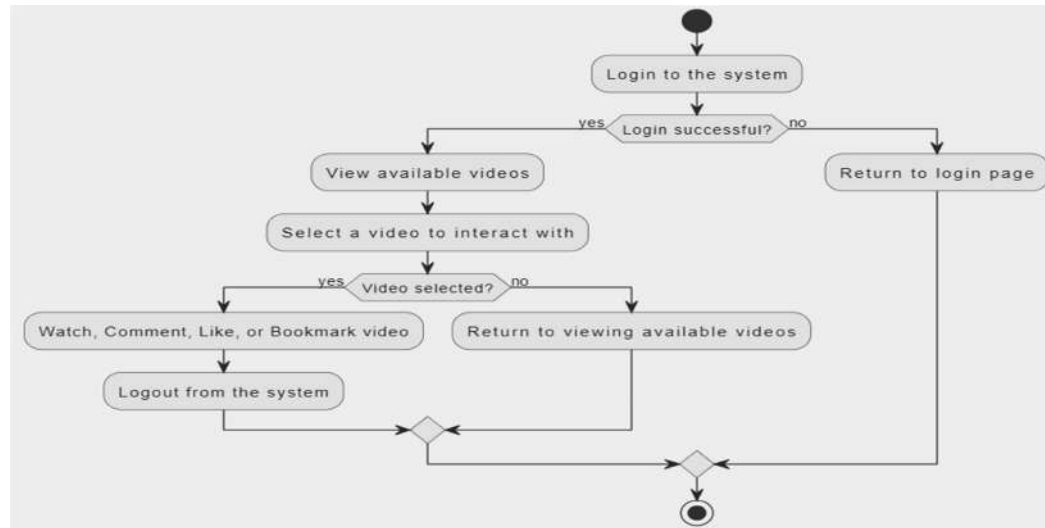 Login to the system
yes
Login successful?
no
View available videos
Return to login page
Select a video to interact with
yes
Video selected?
no
Watch, Comment, Like, or Bookmark video
Return to viewing available videos
Logout from the system